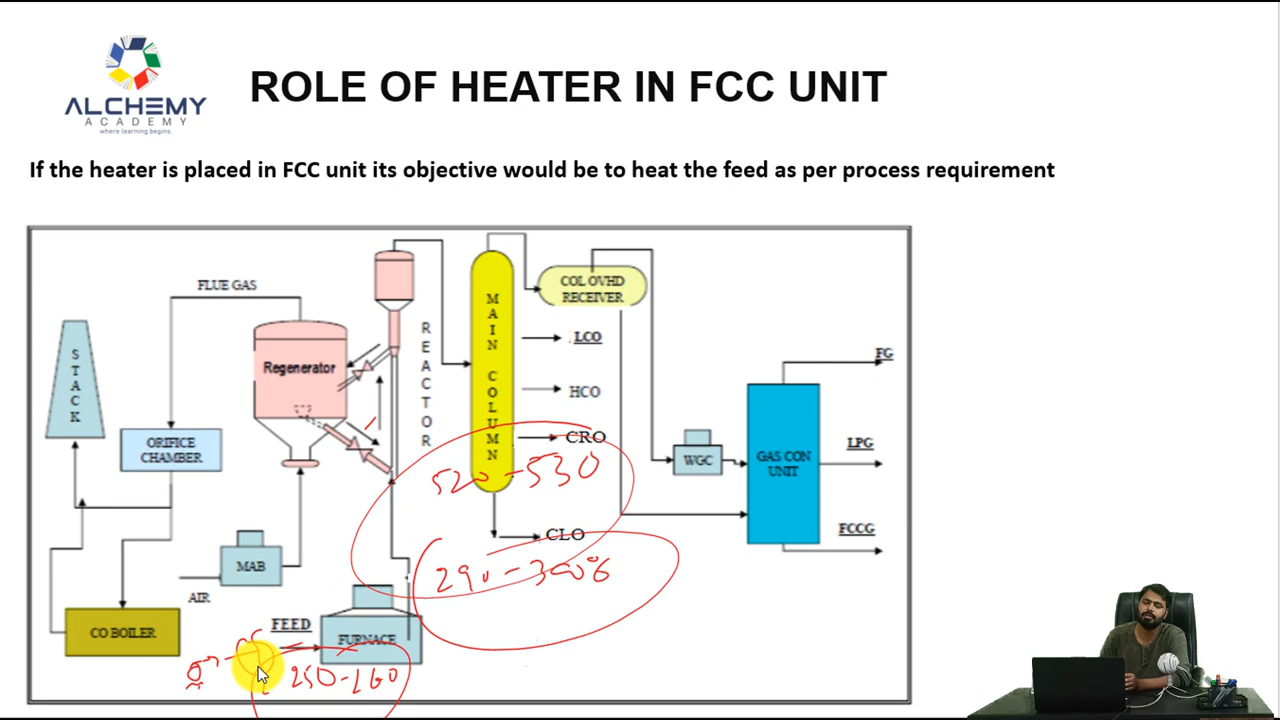 ALCHEMY
ACADEMY
where learning begins.
ROLE OF HEATER IN FCC UNIT
If the heater is placed in FCC unit its objective would be to heat the feed as per process requirement
FLUE GAS
STACK
Regenerator
REACTOR
MAIN COLUMN
COL OVHD
RECEIVER
LCO
HCO
CRO
CLO
ORIFICE
CHAMBER
WGC
GAS CON
UNIT
FG
LPG
FCCG
MAB
AIR
CO BOILER
FEED
FURNACE
520-530
290-300°C
250-260